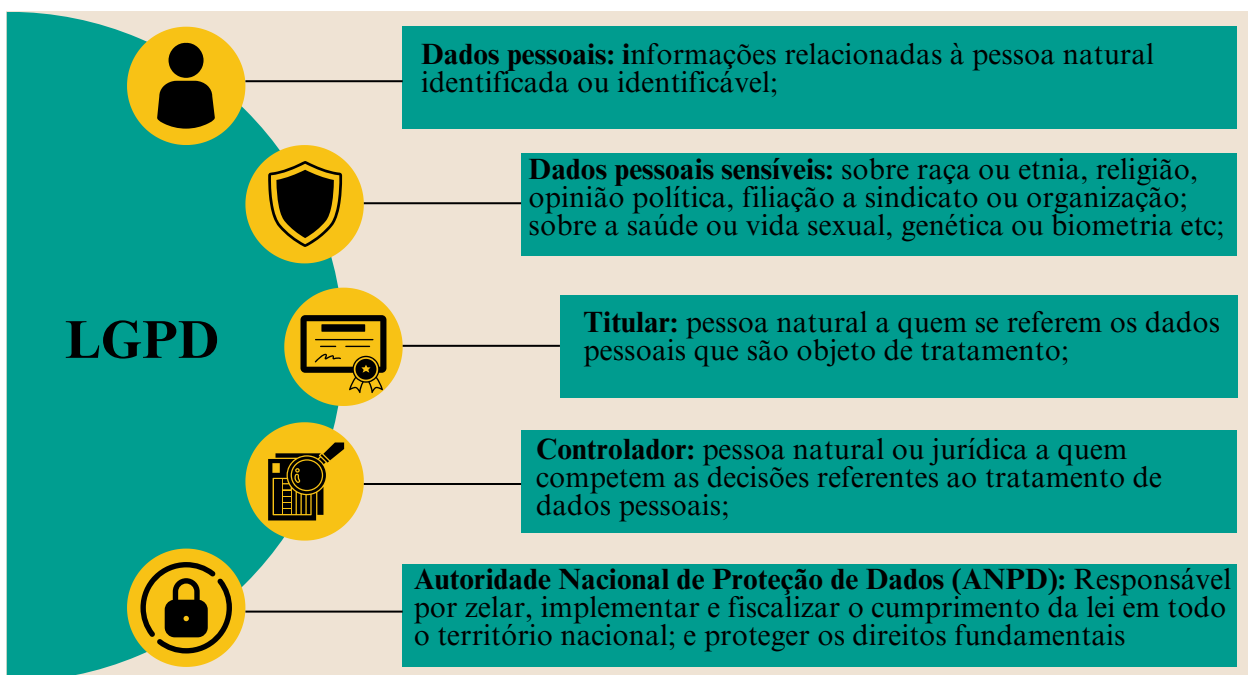 LGPD
Dados pessoais: informações relacionadas à pessoa natural
identificada ou identificável;
Dados pessoais sensíveis: sobre raça ou etnia, religião,
opinião política, filiação a sindicato ou organização;
sobre a saúde ou vida sexual, genética ou biometria etc;
Titular: pessoa natural a quem se referem os dados
pessoais que são objeto de tratamento;
Controlador: pessoa natural ou jurídica a quem
competem as decisões referentes ao tratamento de
dados pessoais;
Autoridade Nacional de Proteção de Dados (ANPD): Responsável
por zelar, implementar e fiscalizar o cumprimento da lei em todo
o território nacional; e proteger os direitos fundamentais